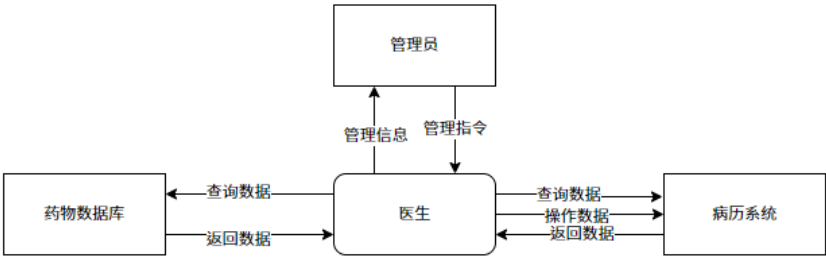 管理员
管理信息
管理指令
药物数据库
查询数据
返回数据
医生
查询数据
操作数据
返回数据
病历系统